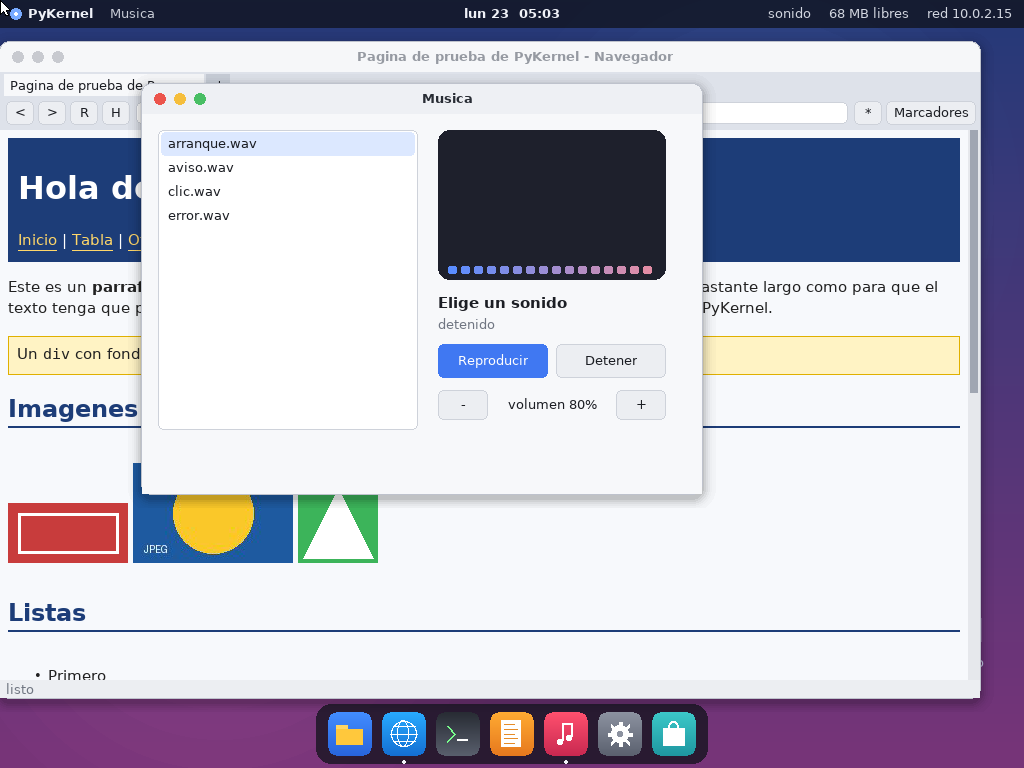 PyKernel Musica lun 23 05:03 sonido 68 MB libres red 10.0.2.15
Pagina de prueba de PyKernel - Navegador
Pagina de prueba de
< > R H * Marcadores
Musica
arranque.wav
aviso.wav
clic.wav
error.wav
Elige un sonido
detenido
Reproducir Detener
- volumen 80% +
Hola
Inicio | Tabla |
Este es un astante largo como para que el
texto tenga que PyKernel.
Un div con fond
Imagenes
JPEG
Listas
• Primero
listo